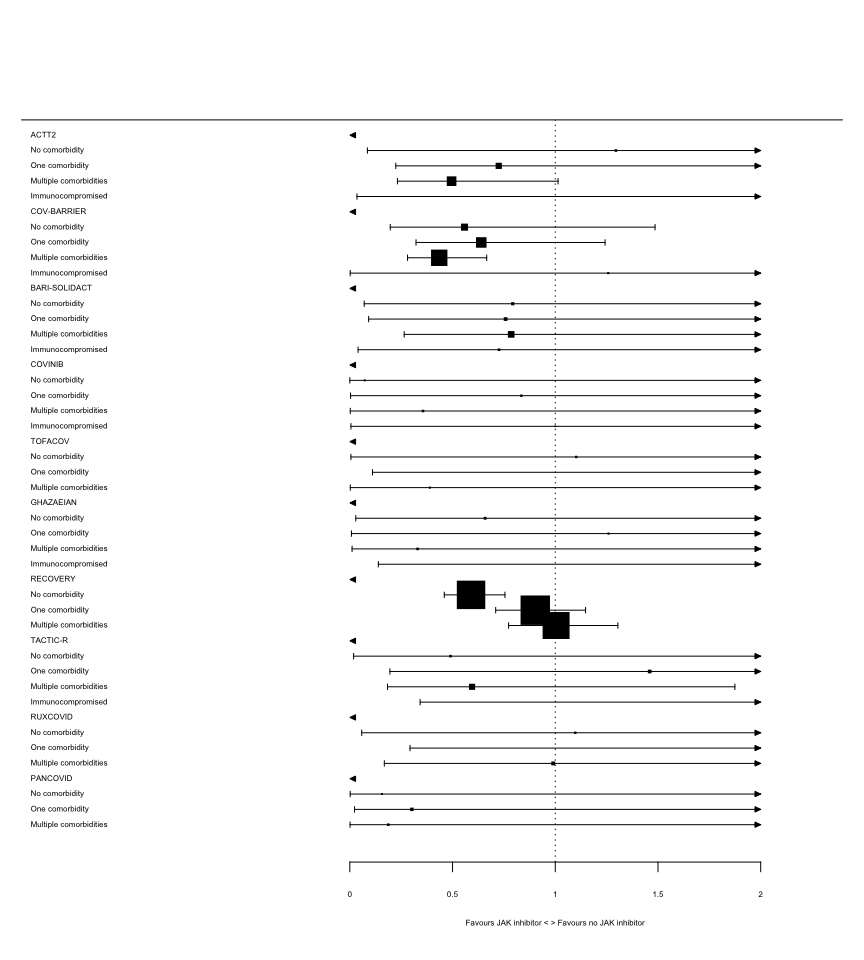 ACTT2
No comorbidity
One comorbidity
Multiple comorbidities
Immunocompromised
COV-BARRIER
No comorbidity
One comorbidity
Multiple comorbidities
Immunocompromised
BARI-SOLIDACT
No comorbidity
One comorbidity
Multiple comorbidities
Immunocompromised
COVINIB
No comorbidity
One comorbidity
Multiple comorbidities
Immunocompromised
TOFACOV
No comorbidity
One comorbidity
Multiple comorbidities
GHAZAEIAN
No comorbidity
One comorbidity
Multiple comorbidities
Immunocompromised
RECOVERY
No comorbidity
One comorbidity
Multiple comorbidities
TACTIC-R
No comorbidity
One comorbidity
Multiple comorbidities
Immunocompromised
RUXCOVID
No comorbidity
One comorbidity
Multiple comorbidities
PANCOVID
No comorbidity
One comorbidity
Multiple comorbidities
0 0.5 1 1.5 2
Favours JAK inhibitor < > Favours no JAK inhibitor